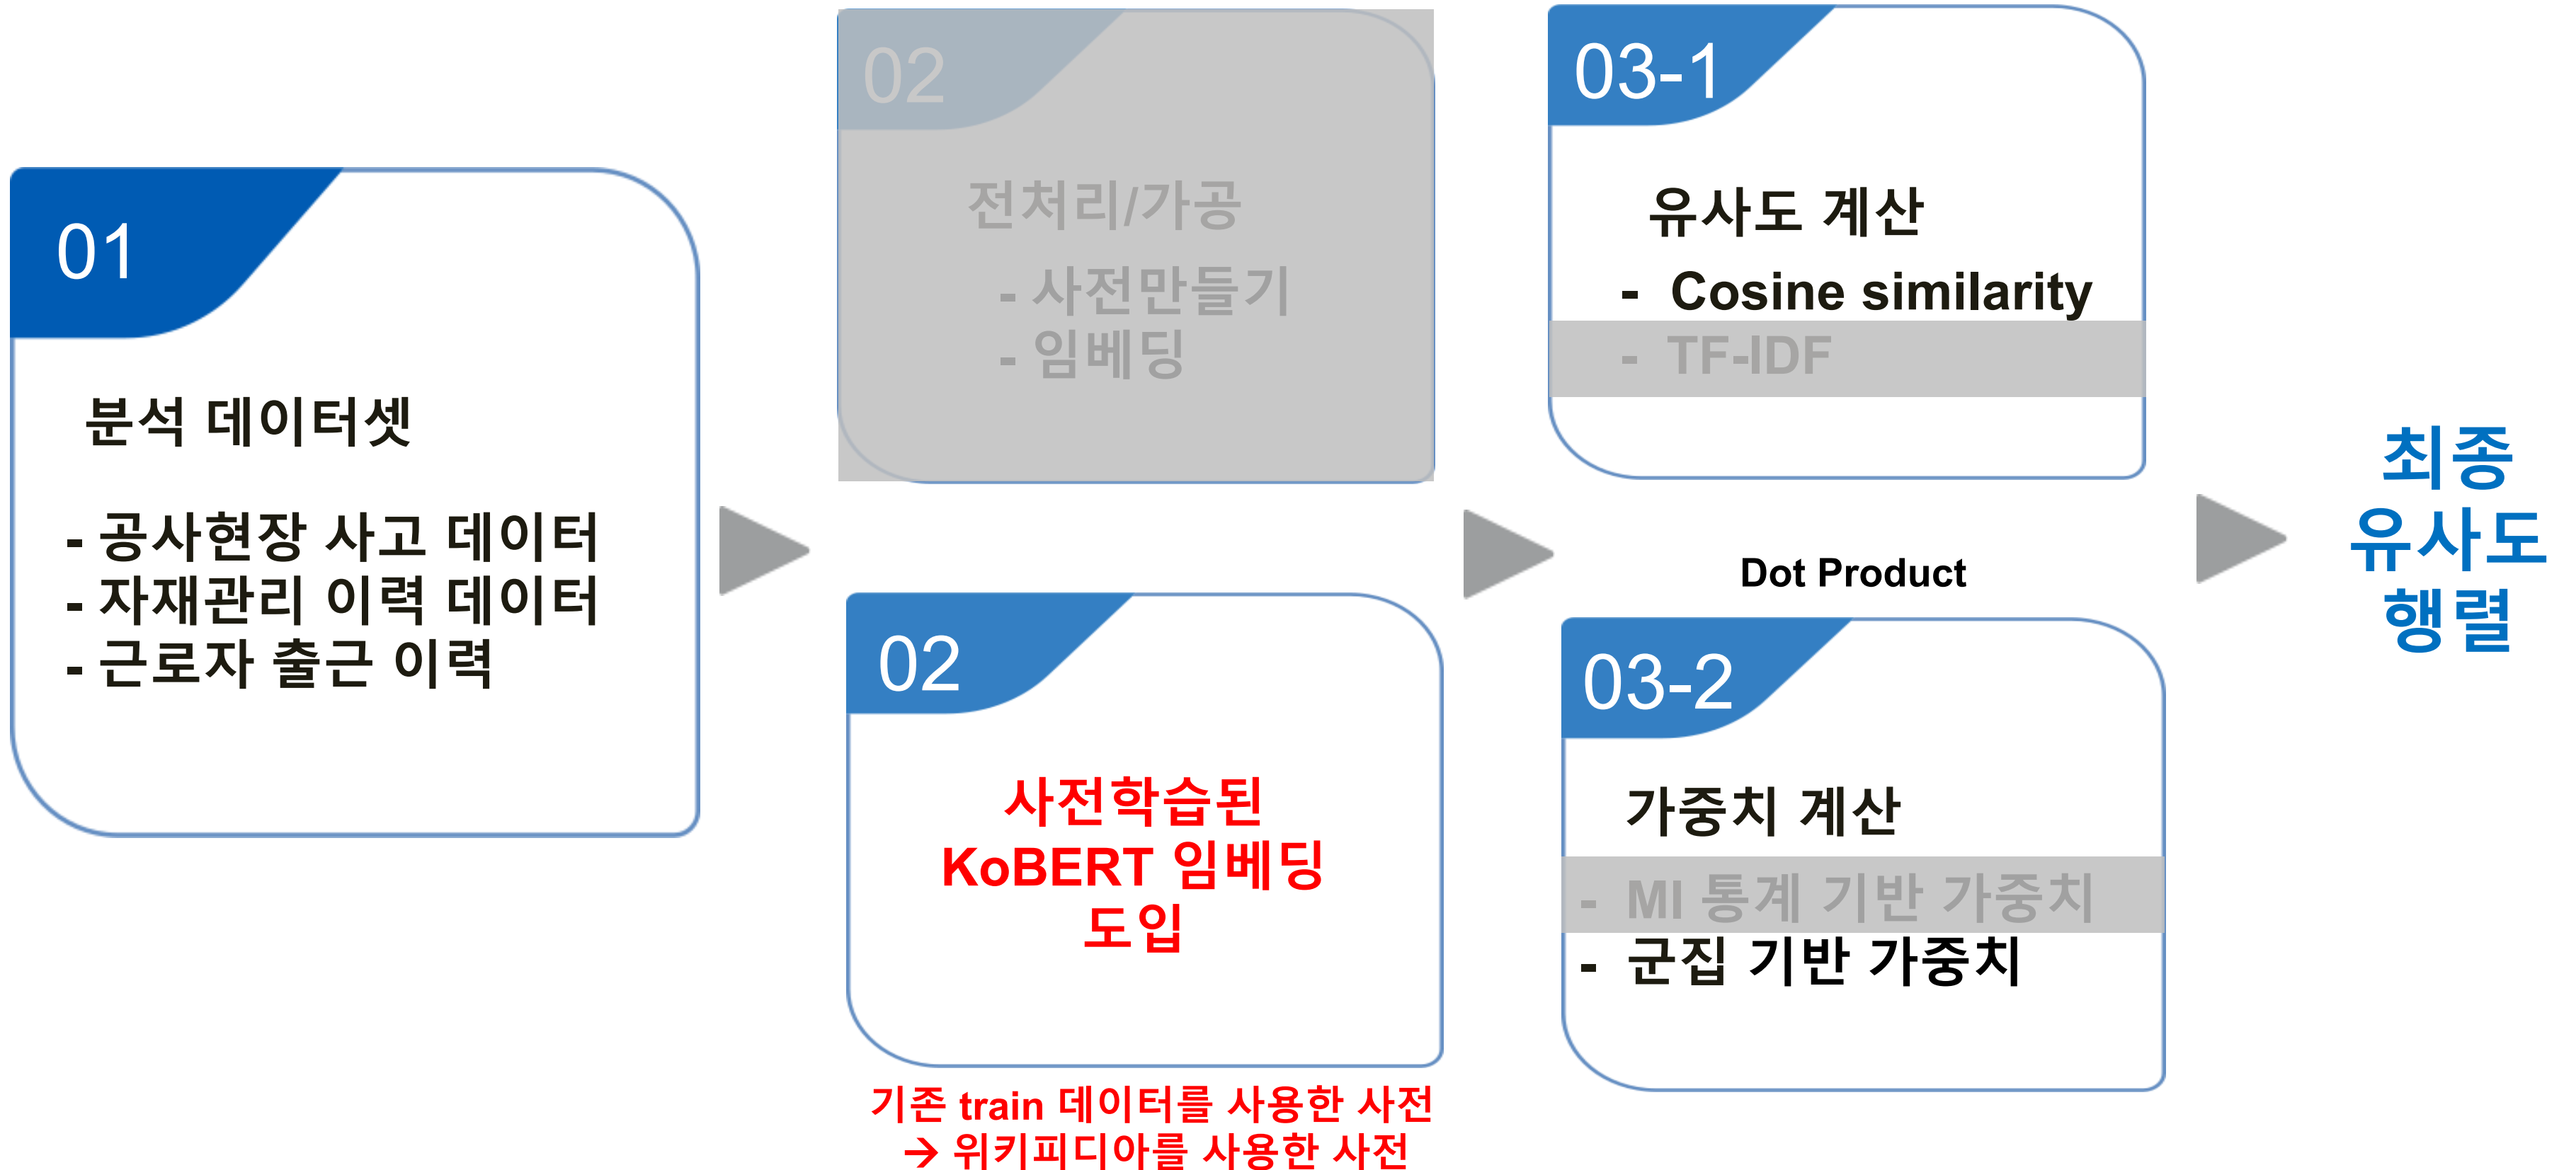 01
분석 데이터셋
- 공사현장 사고 데이터
- 자재관리 이력 데이터
- 근로자 출근 이력
02
전처리/가공
- 사전만들기
- 임베딩
02
사전학습된
KoBERT 임베딩
도입
기존 train 데이터를 사용한 사전
→ 위키피디아를 사용한 사전
03-1
유사도 계산
- Cosine similarity
- TF-IDF
Dot Product
03-2
가중치 계산
- MI 통계 기반 가중치
- 군집 기반 가중치
최종
유사도
행렬